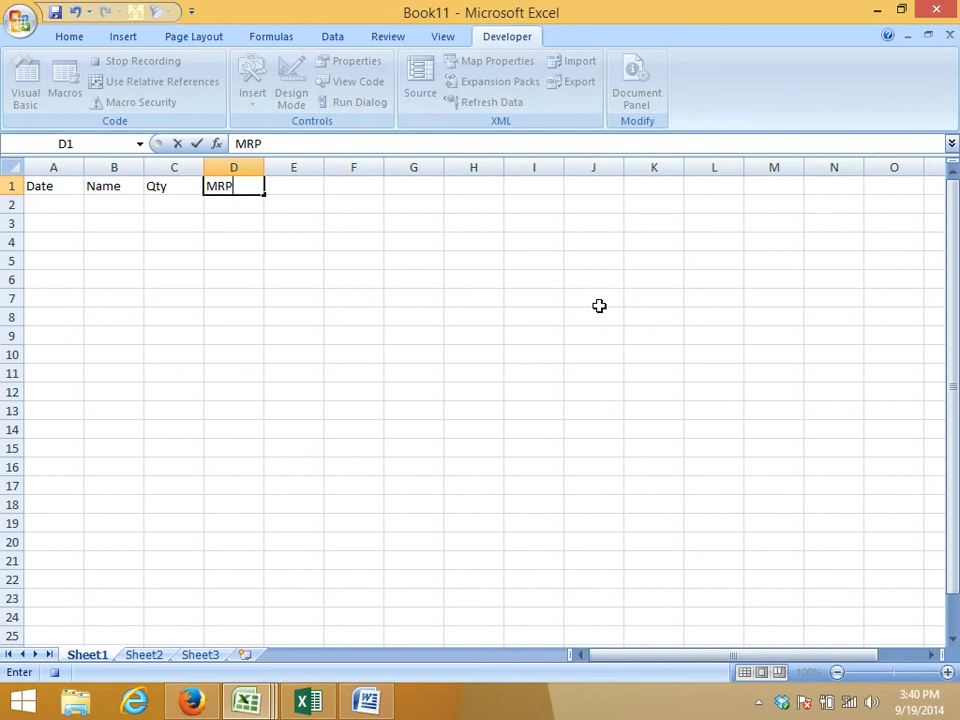 Book11 - Microsoft Excel
Home Insert Page Layout Formulas Data Review View Developer
Visual Basic
Macros
Stop Recording
Use Relative References
Macro Security
Code
Insert
Design Mode
Properties
View Code
Run Dialog
Controls
Source
Map Properties
Expansion Packs
Refresh Data
Import
Export
XML
Document Panel
Modify
D1 fx MRP
A B C D E F G H I J K L M N O
1 Date Name Qty MRP
2
3
4
5
6
7
8
9
10
11
12
13
14
15
16
17
18
19
20
21
22
23
24
25
Sheet1 Sheet2 Sheet3
Enter 100%
3:40 PM
9/19/2014